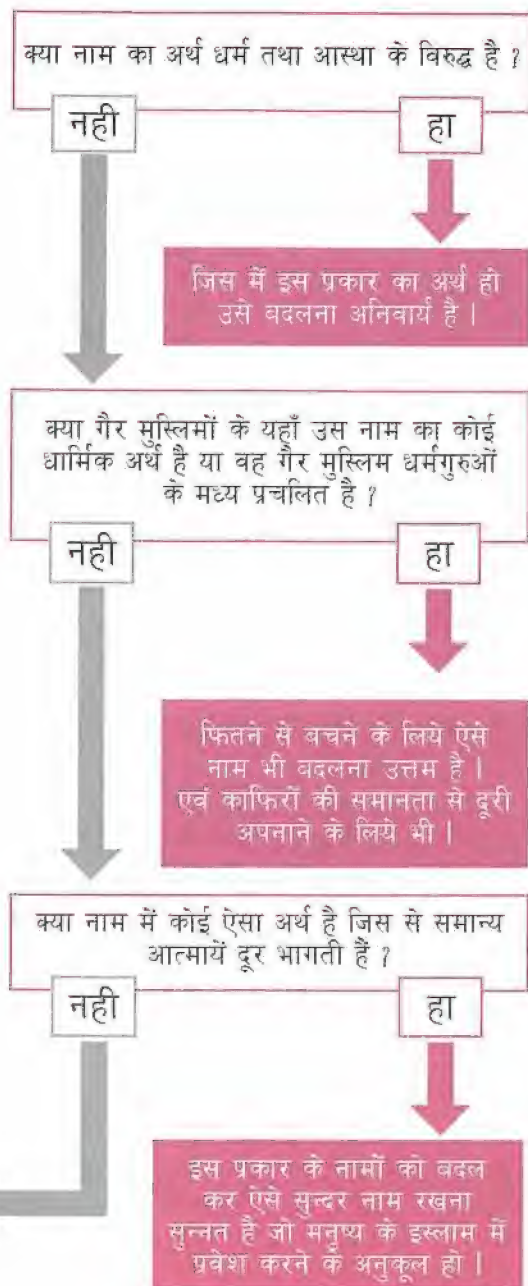 क्या नाम का अर्थ धर्म तथा आस्था के विरुद्ध है ?
नही
हा
जिस में इस प्रकार का अर्थ हो
उसे बदलना अनिवार्य है |
क्या गैर मुस्लिमों के यहाँ उस नाम का कोई
धार्मिक अर्थ है या वह गैर मुस्लिम धर्मगुरुओं
के मध्य प्रचलित है ?
नही
हा
फितने से बचने के लिये ऐसे
नाम भी बदलना उत्तम है |
एवं काफिरों की समानता से दूरी
अपनाने के लिये भी |
क्या नाम में कोई ऐसा अर्थ है जिस से समान्य
आत्मायें दूर भागती हैं ?
नही
हा
इस प्रकार के नामों को बदल
कर ऐसे सुन्दर नाम रखना
सुन्नत है जो मनुष्य के इस्लाम में
प्रवेश करने के अनुकूल हो |